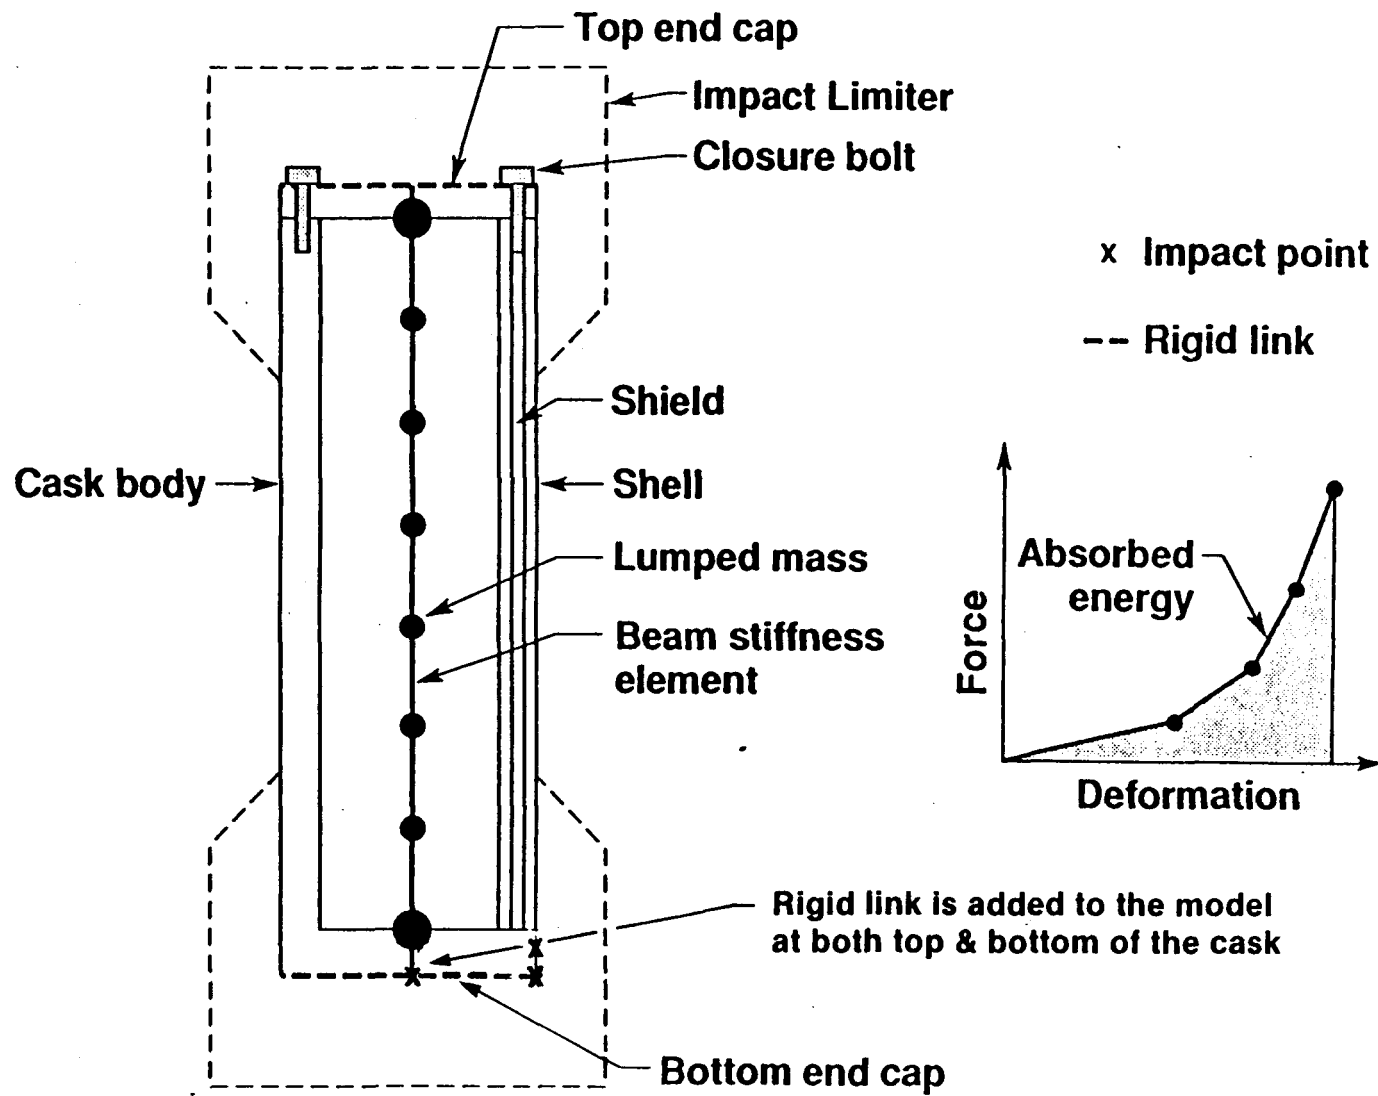 Top end cap
Impact Limiter
Closure bolt
x Impact point
-- Rigid link
Shield
Cask body
Shell
Lumped mass
Beam stiffness
element
Absorbed
energy
Force
Deformation
Rigid link is added to the model
at both top & bottom of the cask
Bottom end cap